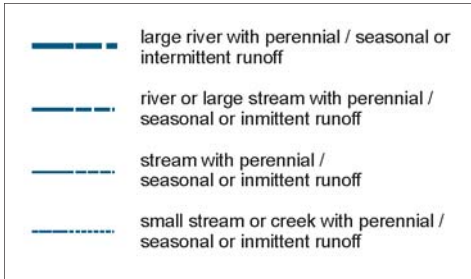 large river with perennial / seasonal or
intermittent runoff
river or large stream with perennial /
seasonal or inmittent runoff
stream with perennial /
seasonal or inmittent runoff
small stream or creek with perennial /
seasonal or inmittent runoff